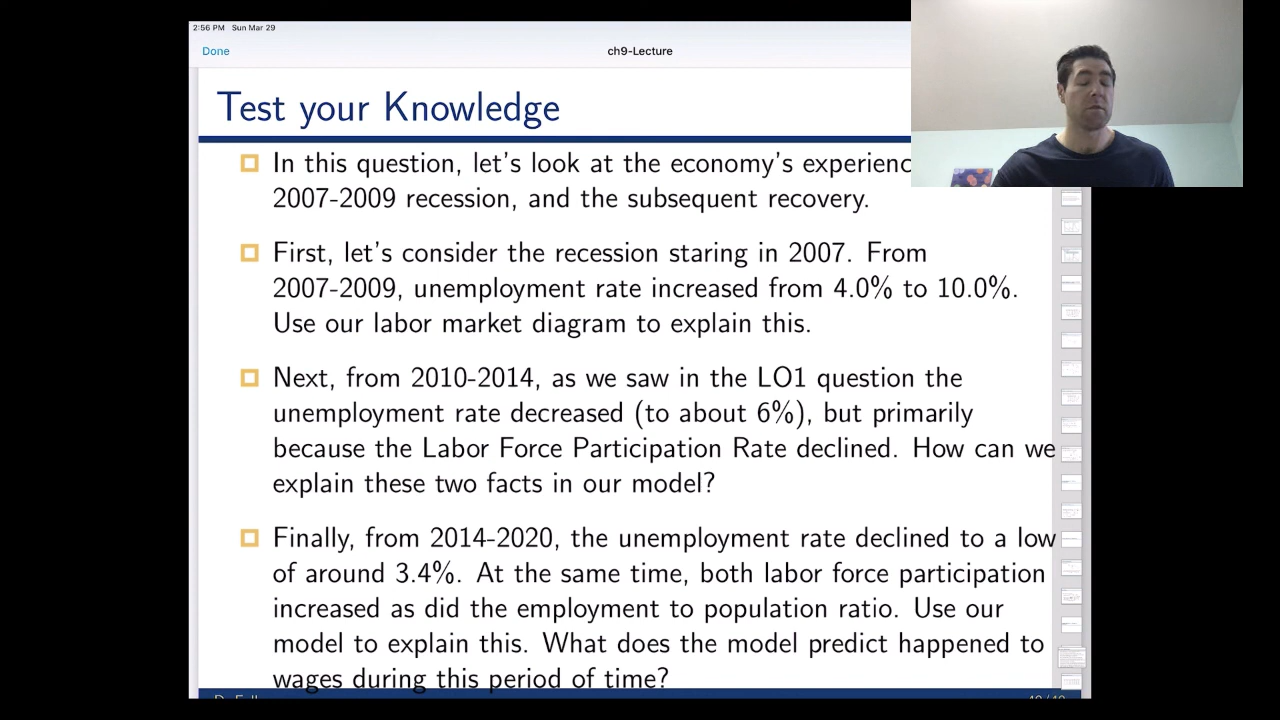 2:56 PM Sun Mar 29
Done
ch9-Lecture
Test your Knowledge
In this question, let's look at the economy's
2007-2009 recession, and the subsequent recovery.
First, let's consider the recession staring in 2007. From
2007-2009, unemployment rate increased from 4.0% to 10.0%.
Use our labor market diagram to explain this.
Next, from 2010-2014, as we saw in the LO1 question the
unemployment rate decreased (to about 6%), but primarily
because the Labor Force Participation Rate declined. How can we
explain these two facts in our model?
Finally, from 2014-2020, the unemployment rate declined to a low
of around 3.4%. At the same time, both labor force participation
increased as did the employment to population ratio. Use our
model to explain this. What does the model predict happened to
wages during this period of time?